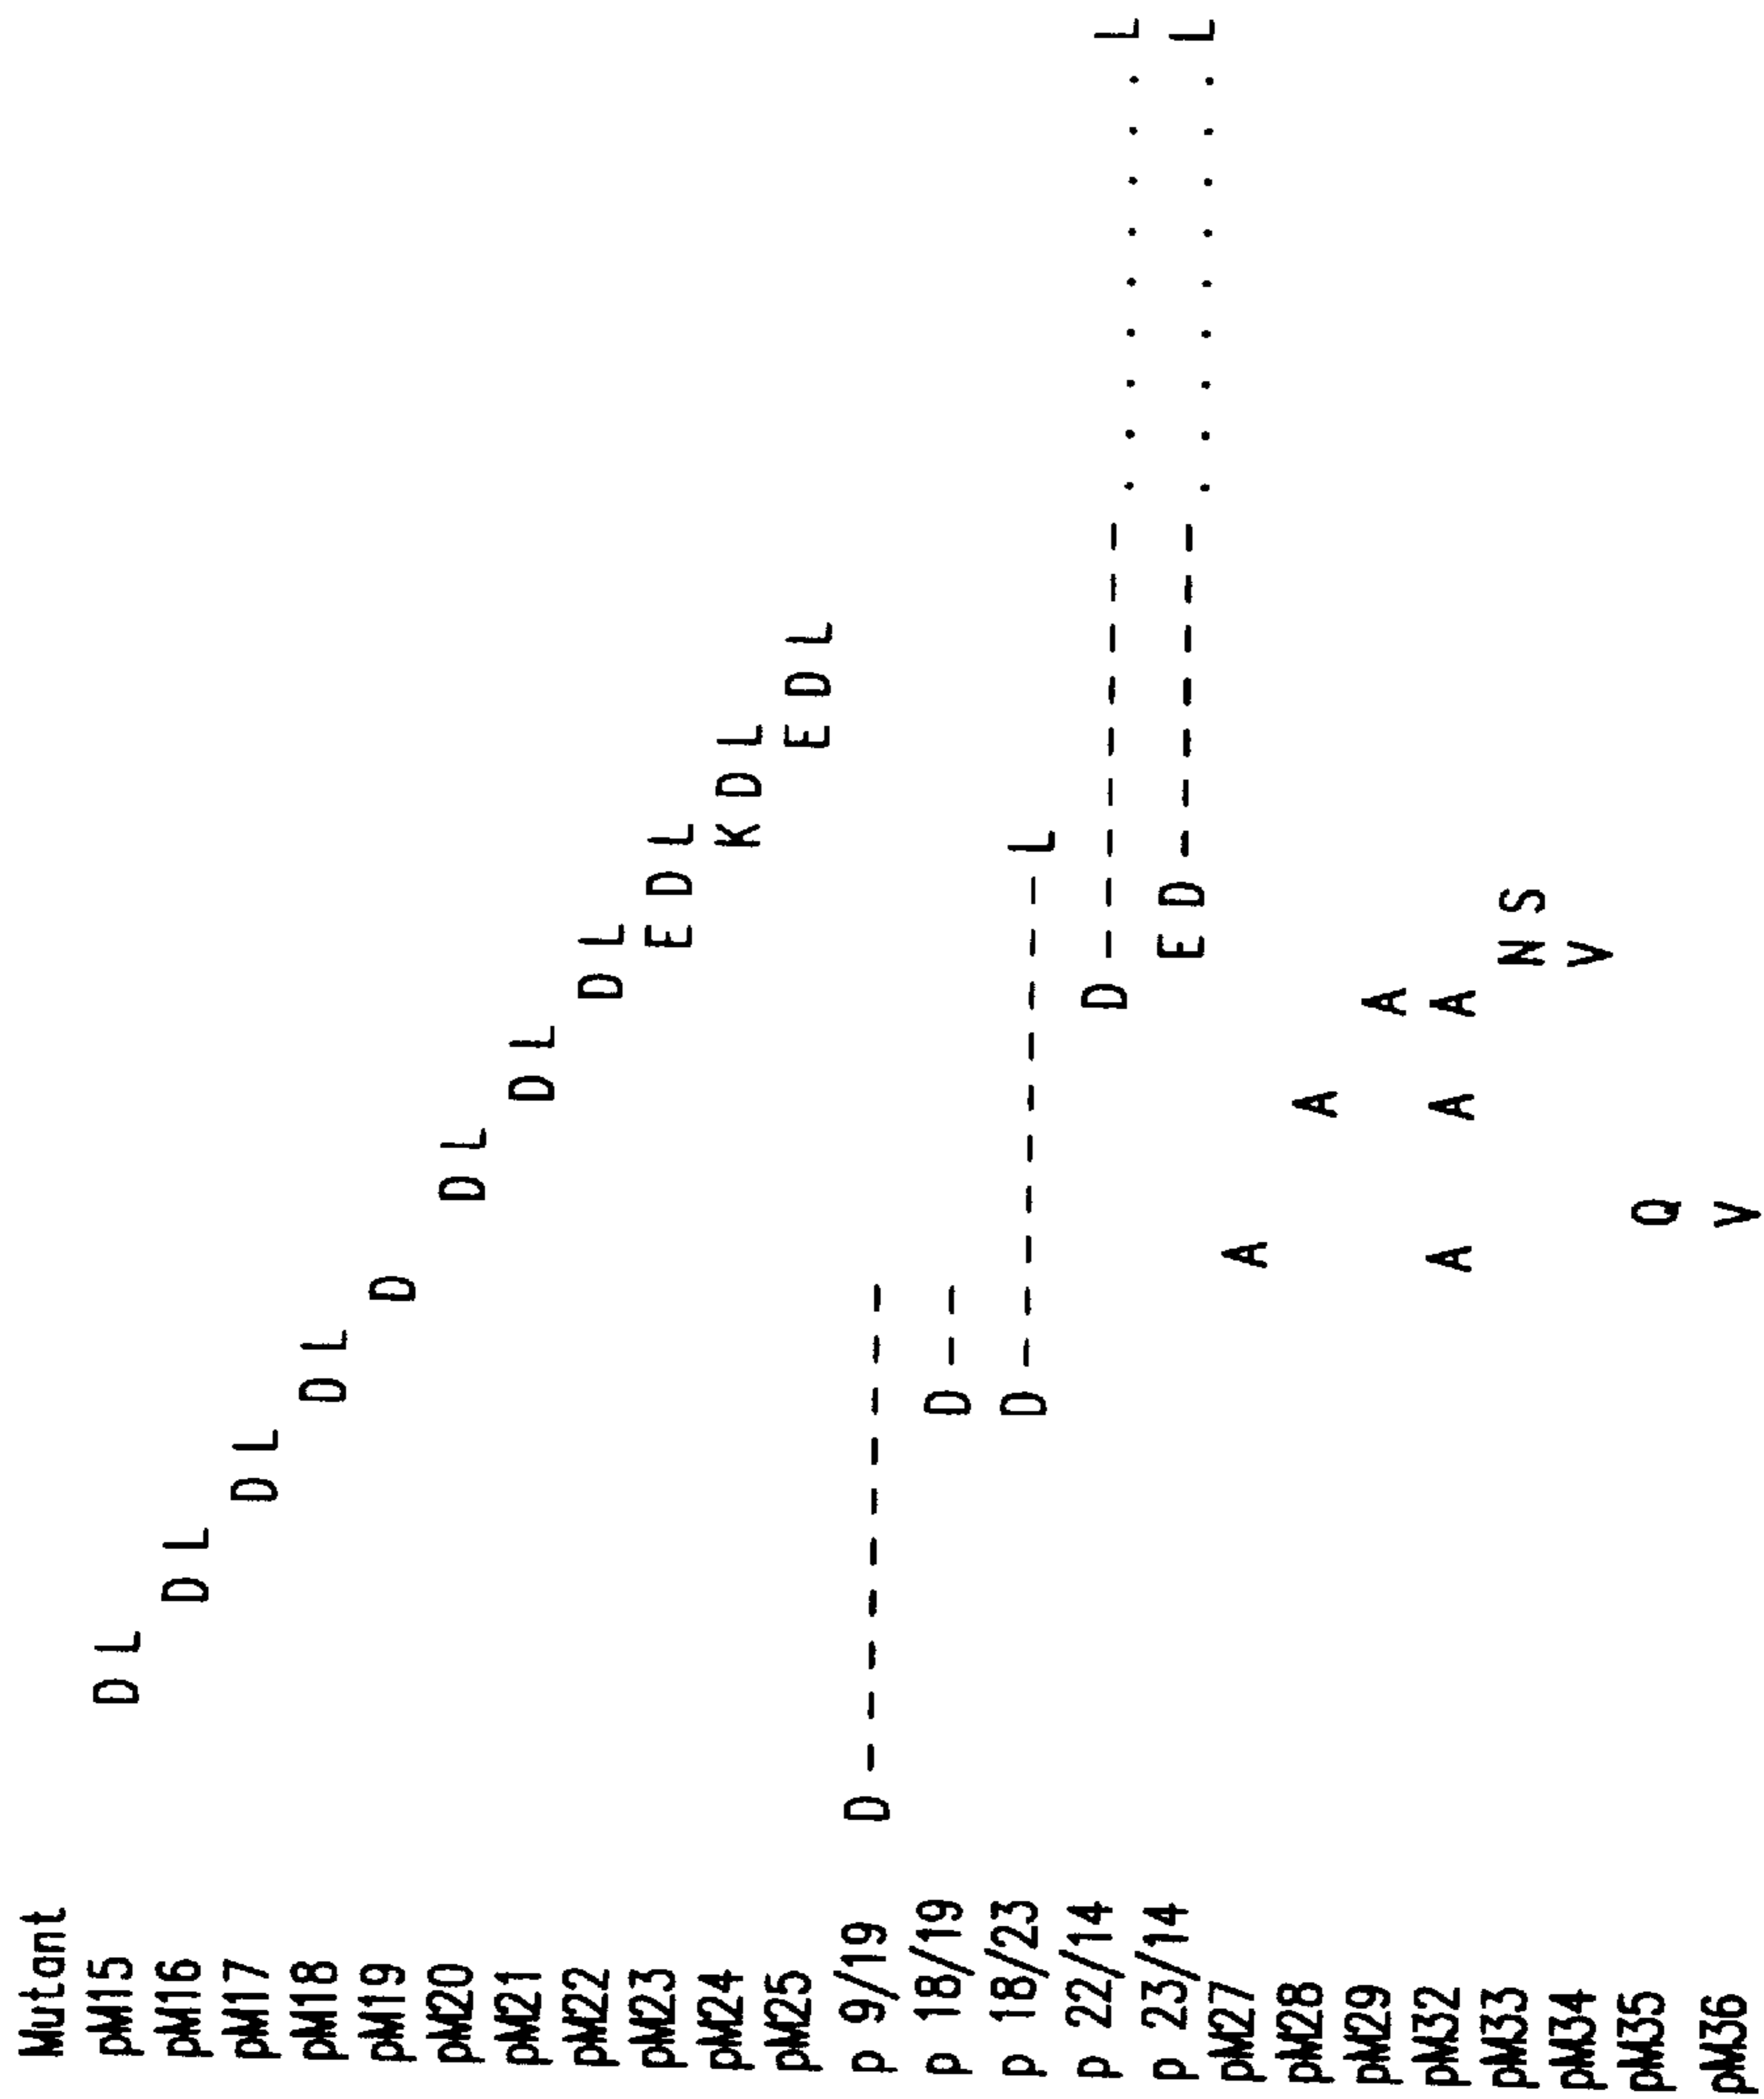 Mutant
pM15 D L
pM16 D L
pM17 D L
pM18 D L
pM19 D
pM20 D L
pM21 D L
pM22 D L
pM23 E D L
pM24 K D L
pM25 E D L
p 9/19 D - - - - - - - - - -
p 18//19 D - -
p 18//23 D - - - - - - - - - - L
p 22//14 D - - - - - - - - - . . . . . . . . . L
p 23//14 E D - - - - - - - . . . . . . . . . L
pM27 A
pM28 A
pM29 A
pM32 A A A
pM33 N S
pM34 V
pM35 Q
pM36 V